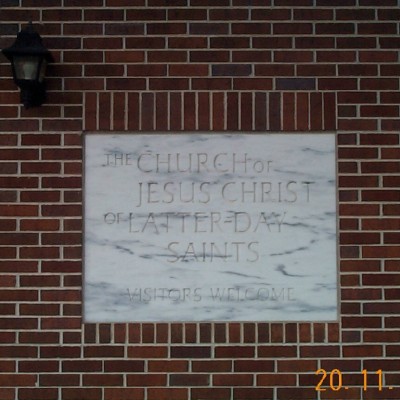 THE CHURCH OF
JESUS CHRIST
OF LATTER-DAY
SAINTS
VISITORS WELCOME
20. 11.